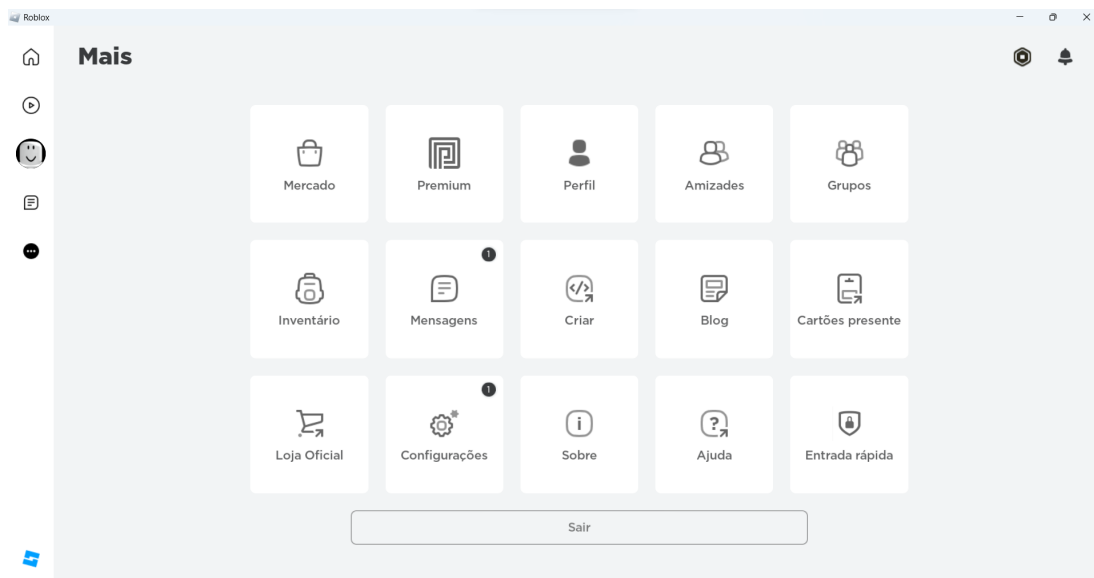 Roblox
Mais
Mercado
Premium
Perfil
Amizades
Grupos
1
Inventário
Mensagens
Criar
Blog
Cartões presente
1
Loja Oficial
Configurações
Sobre
Ajuda
Entrada rápida
Sair